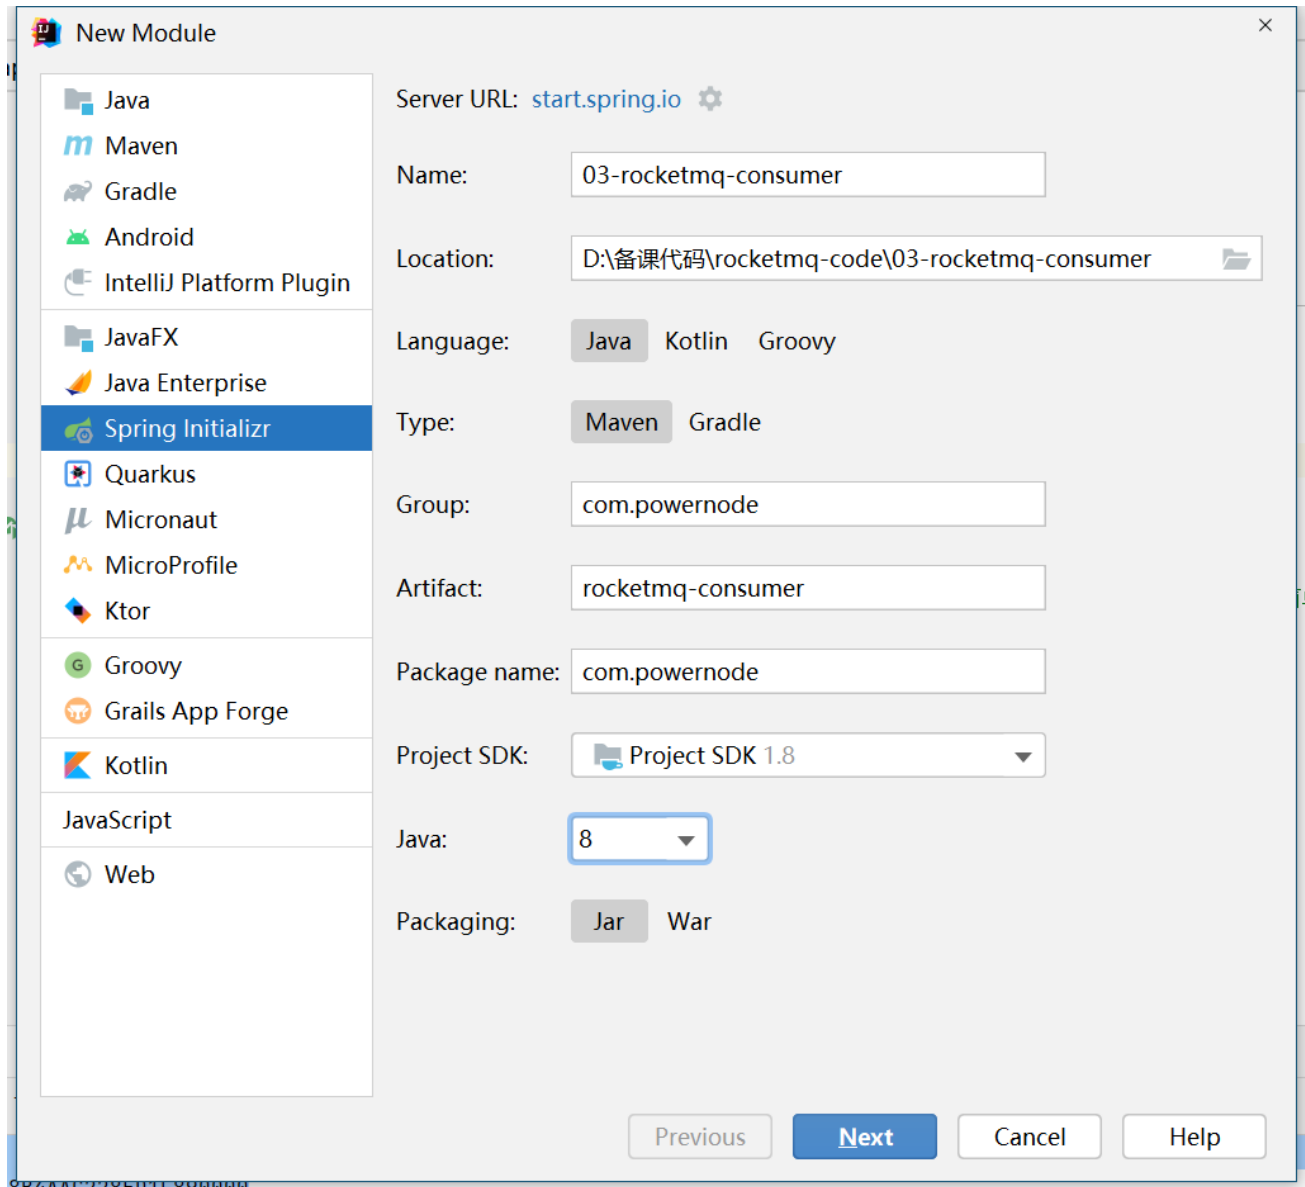 New Module
Java
Maven
Gradle
Android
IntelliJ Platform Plugin
JavaFX
Java Enterprise
Spring Initializr
Quarkus
Micronaut
MicroProfile
Ktor
Groovy
Grails App Forge
Kotlin
JavaScript
Web
Server URL: start.spring.io
Name: 03-rocketmq-consumer
Location: D:\备课代码\rocketmq-code\03-rocketmq-consumer
Language: Java Kotlin Groovy
Type: Maven Gradle
Group: com.powernode
Artifact: rocketmq-consumer
Package name: com.powernode
Project SDK: Project SDK 1.8
Java: 8
Packaging: Jar War
Previous Next Cancel Help